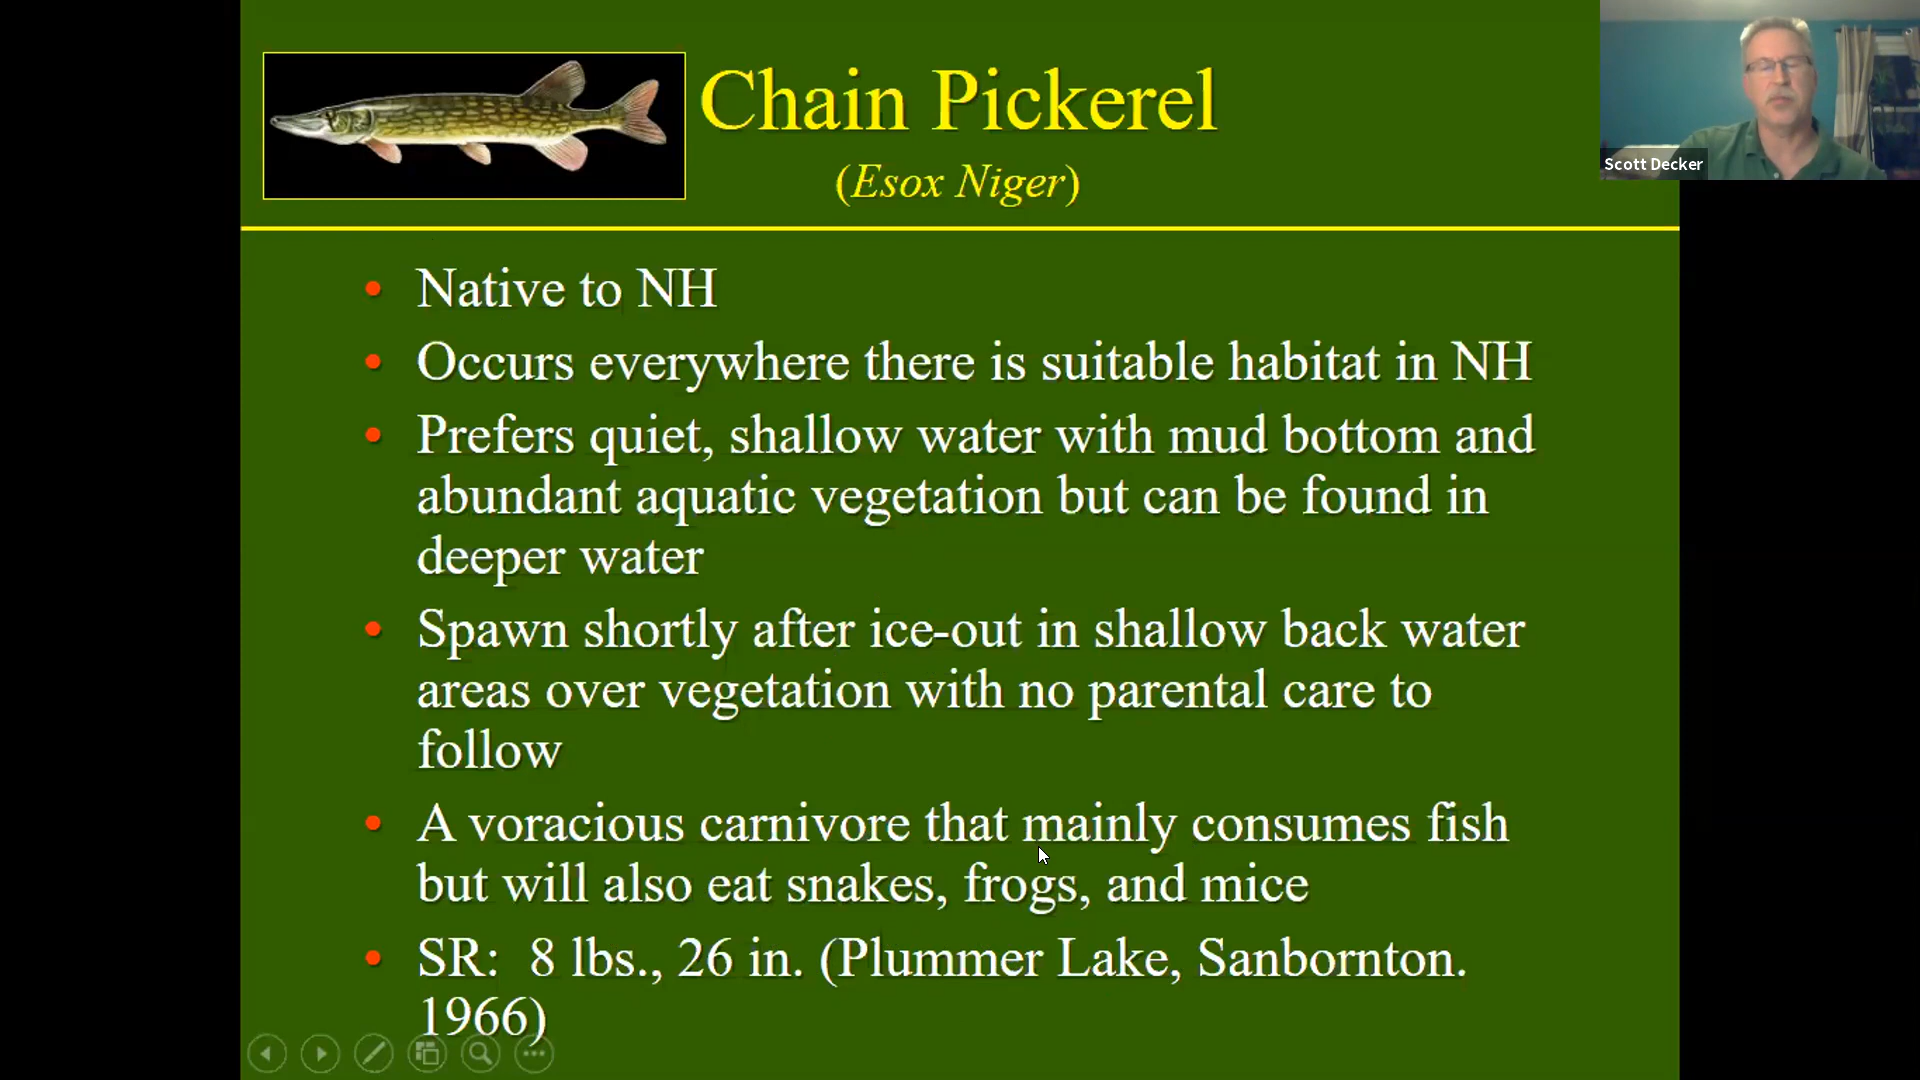 Chain Pickerel
(Esox Niger)
Scott Decker
• Native to NH
• Occurs everywhere there is suitable habitat in NH
• Prefers quiet, shallow water with mud bottom and
abundant aquatic vegetation but can be found in
deeper water
• Spawn shortly after ice-out in shallow back water
areas over vegetation with no parental care to
follow
• A voracious carnivore that mainly consumes fish
but will also eat snakes, frogs, and mice
• SR:  8 lbs., 26 in. (Plummer Lake, Sanbornton.
1966)